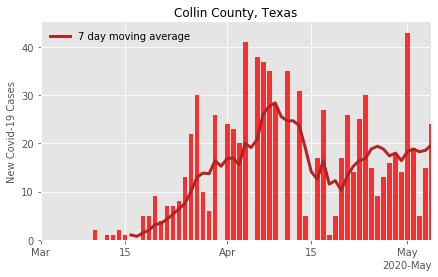 Collin County, Texas
7 day moving average
New Covid-19 Cases
40
30
20
10
0
Mar
15
Apr
15
May
2020-May